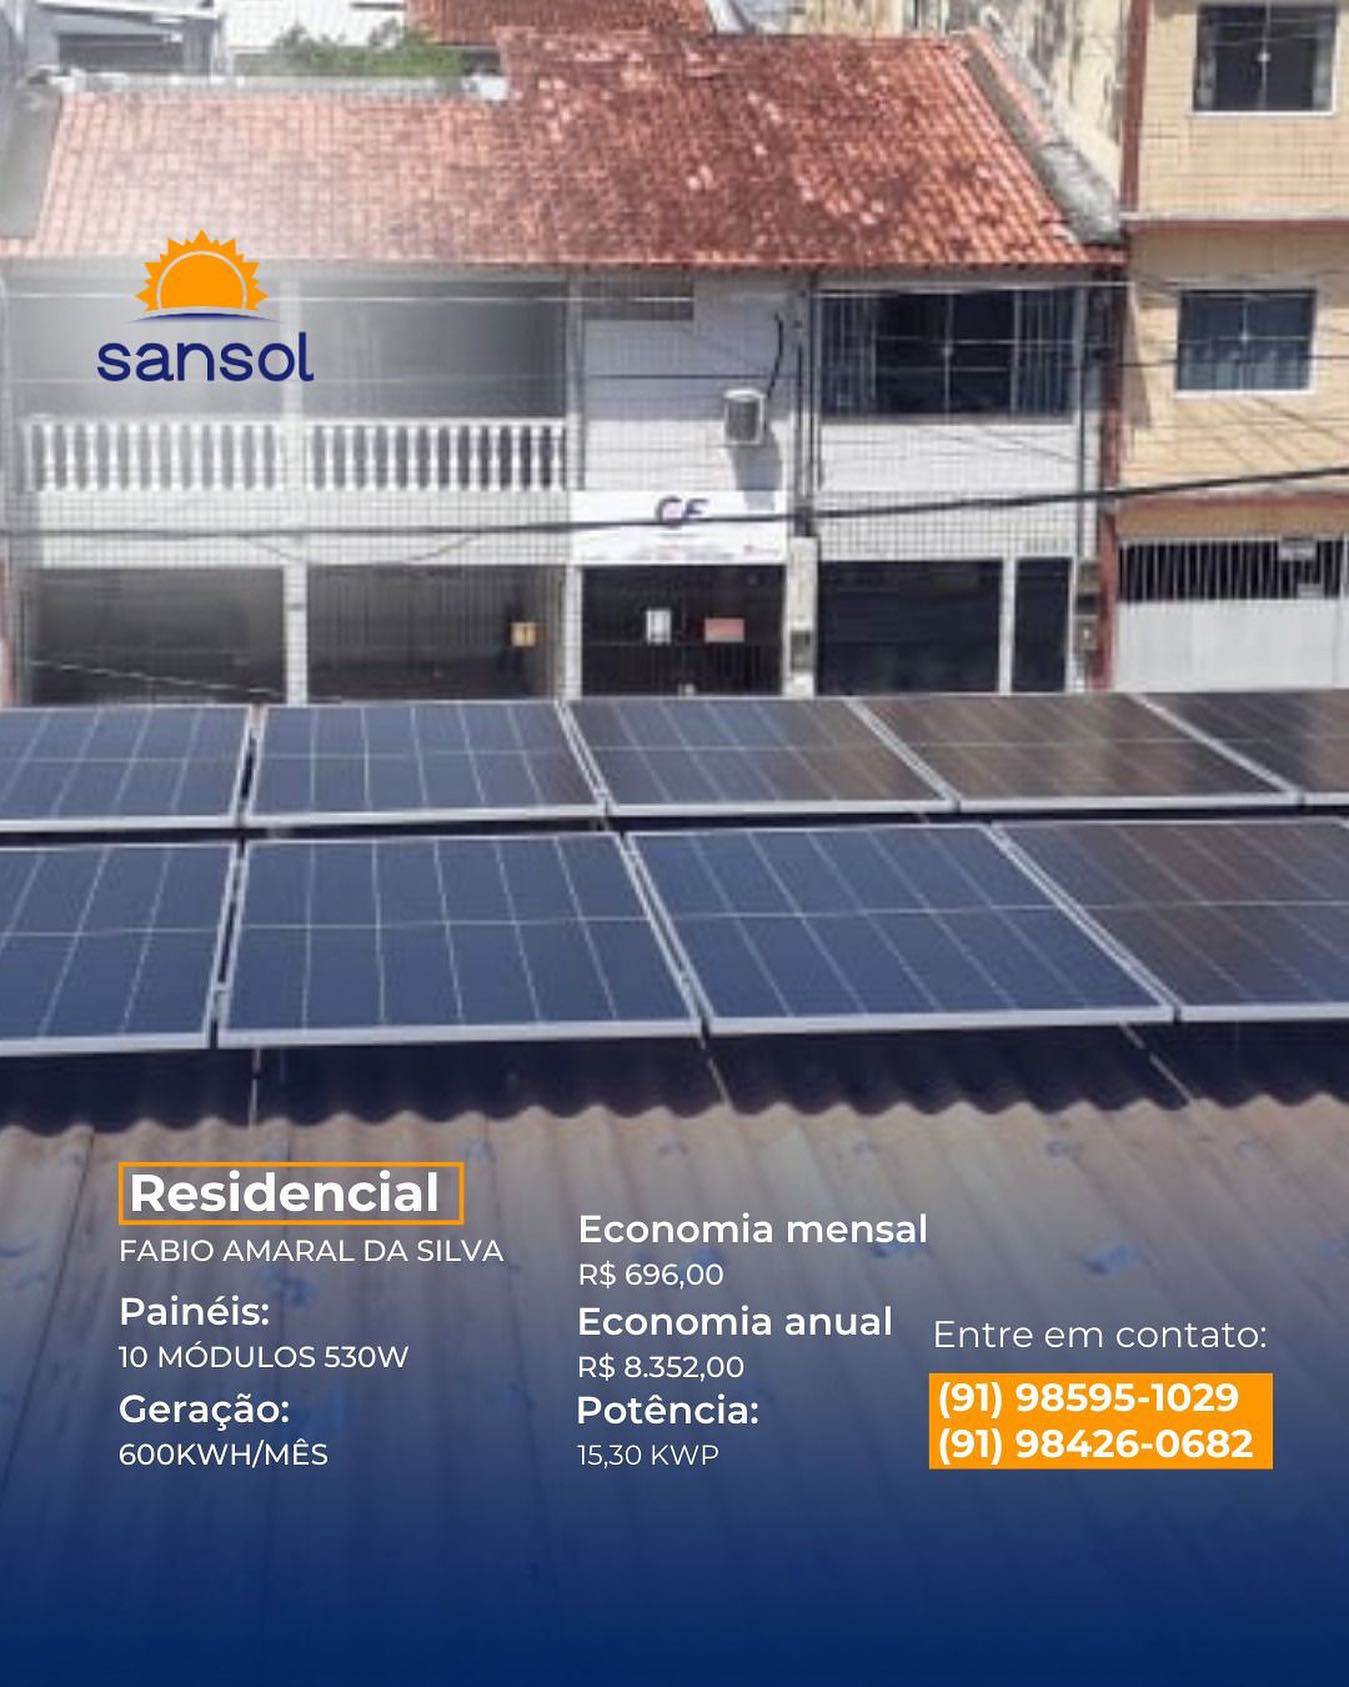 sansol
CF
Residencial
FABIO AMARAL DA SILVA
Painéis:
10 MÓDULOS 530W
Geração:
600KWH/MÊS
Economia mensal
R$ 696,00
Economia anual
R$ 8.352,00
Potência:
15,30 KWP
Entre em contato:
(91) 98595-1029
(91) 98426-0682